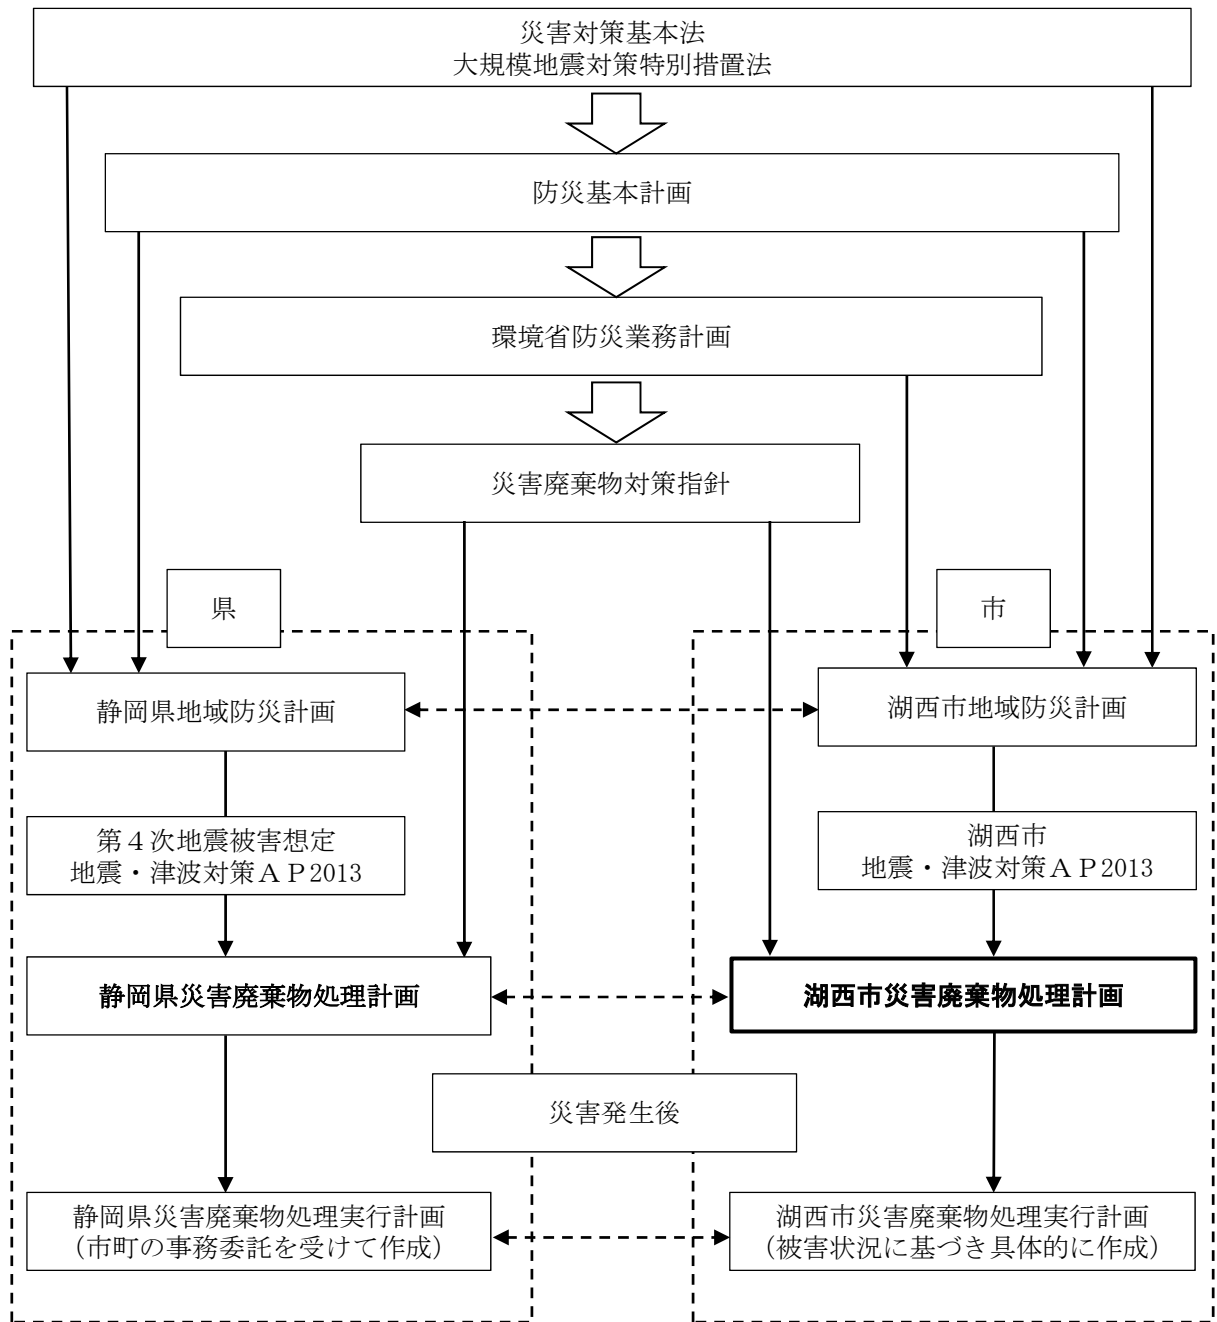 災害対策基本法
大規模地震対策特別措置法
防災基本計画
環境省防災業務計画
災害廃棄物対策指針
県
市
静岡県地域防災計画
湖西市地域防災計画
第４次地震被害想定
地震・津波対策ＡＰ2013
湖西市
地震・津波対策ＡＰ2013
静岡県災害廃棄物処理計画
湖西市災害廃棄物処理計画
災害発生後
静岡県災害廃棄物処理実行計画
（市町の事務委託を受けて作成）
湖西市災害廃棄物処理実行計画
（被害状況に基づき具体的に作成）